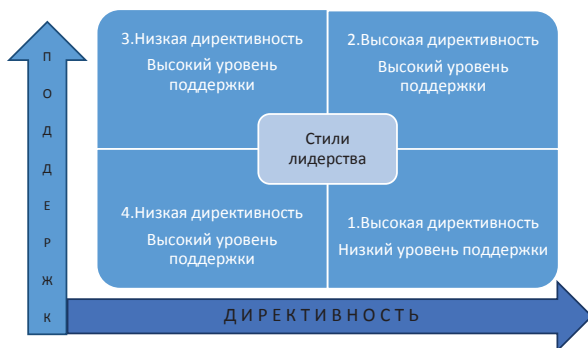 3.Низкая директивность
Высокий уровень
поддержки
2.Высокая директивность
Высокий уровень
поддержки
Стили
лидерства
4.Низкая директивность
Высокий уровень
поддержки
1.Высокая директивность
Низкий уровень поддержки
П
О
Д
Д
Е
Р
Ж
К
ДИРЕКТИВНОСТЬ